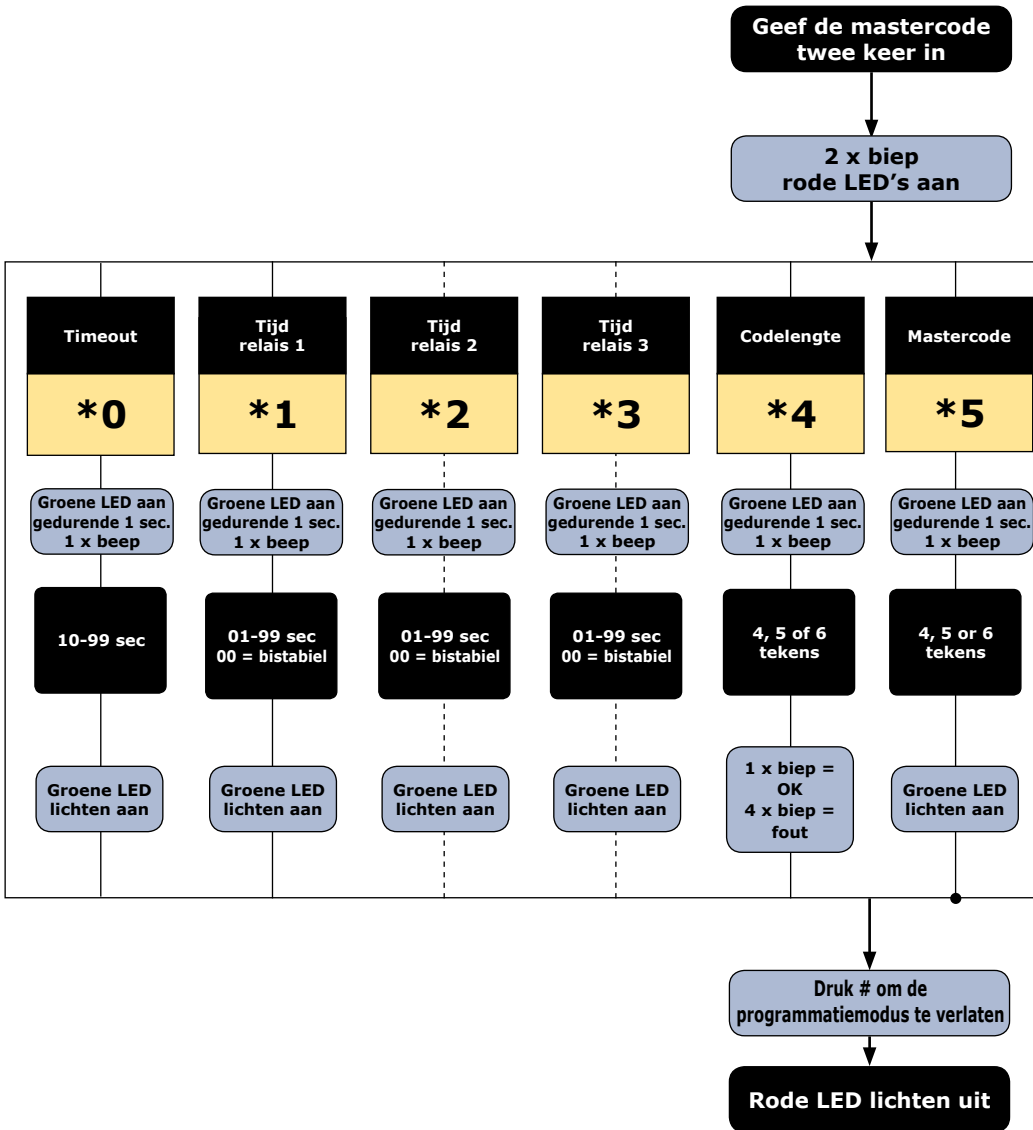 Geef de mastercode
twee keer in
2 x biep
rode LED’s aan
Timeout
*0
Groene LED aan
gedurende 1 sec.
1 x beep
10-99 sec
Groene LED
lichten aan
Tijd
relais 1
*1
Groene LED aan
gedurende 1 sec.
1 x beep
01-99 sec
00 = bistabiel
Groene LED
lichten aan
Tijd
relais 2
*2
Groene LED aan
gedurende 1 sec.
1 x beep
01-99 sec
00 = bistabiel
Groene LED
lichten aan
Tijd
relais 3
*3
Groene LED aan
gedurende 1 sec.
1 x beep
01-99 sec
00 = bistabiel
Groene LED
lichten aan
Codelengte
*4
Groene LED aan
gedurende 1 sec.
1 x beep
4, 5 of 6
tekens
1 x biep =
OK
4 x biep =
fout
Mastercode
*5
Groene LED aan
gedurende 1 sec.
1 x beep
4, 5 or 6
tekens
Groene LED
lichten aan
Druk # om de
programmatiemodus te verlaten
Rode LED lichten uit